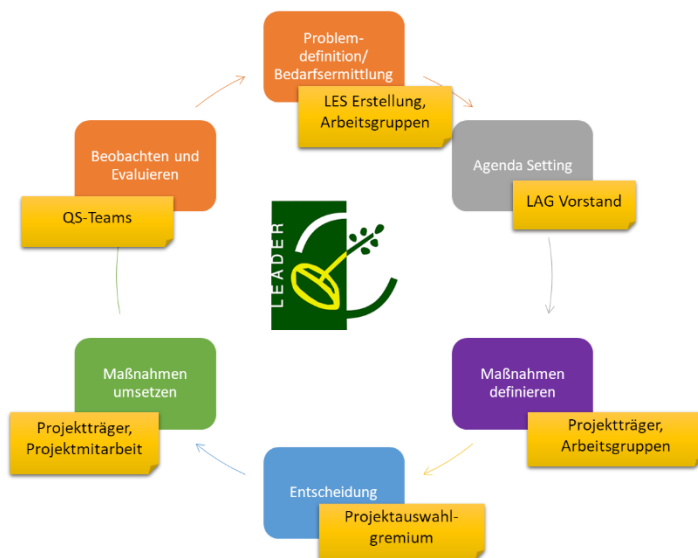 Problem-
definition/
Bedarfsermittlung
LES Erstellung,
Arbeitsgruppen
Agenda Setting
LAG Vorstand
Maßnahmen
definieren
Projektträger,
Arbeitsgruppen
Entscheidung
Projektauswahl-
gremium
Maßnahmen
umsetzen
Projektträger,
Projektmitarbeit
Beobachten und
Evaluieren
QS-Teams
LEADER